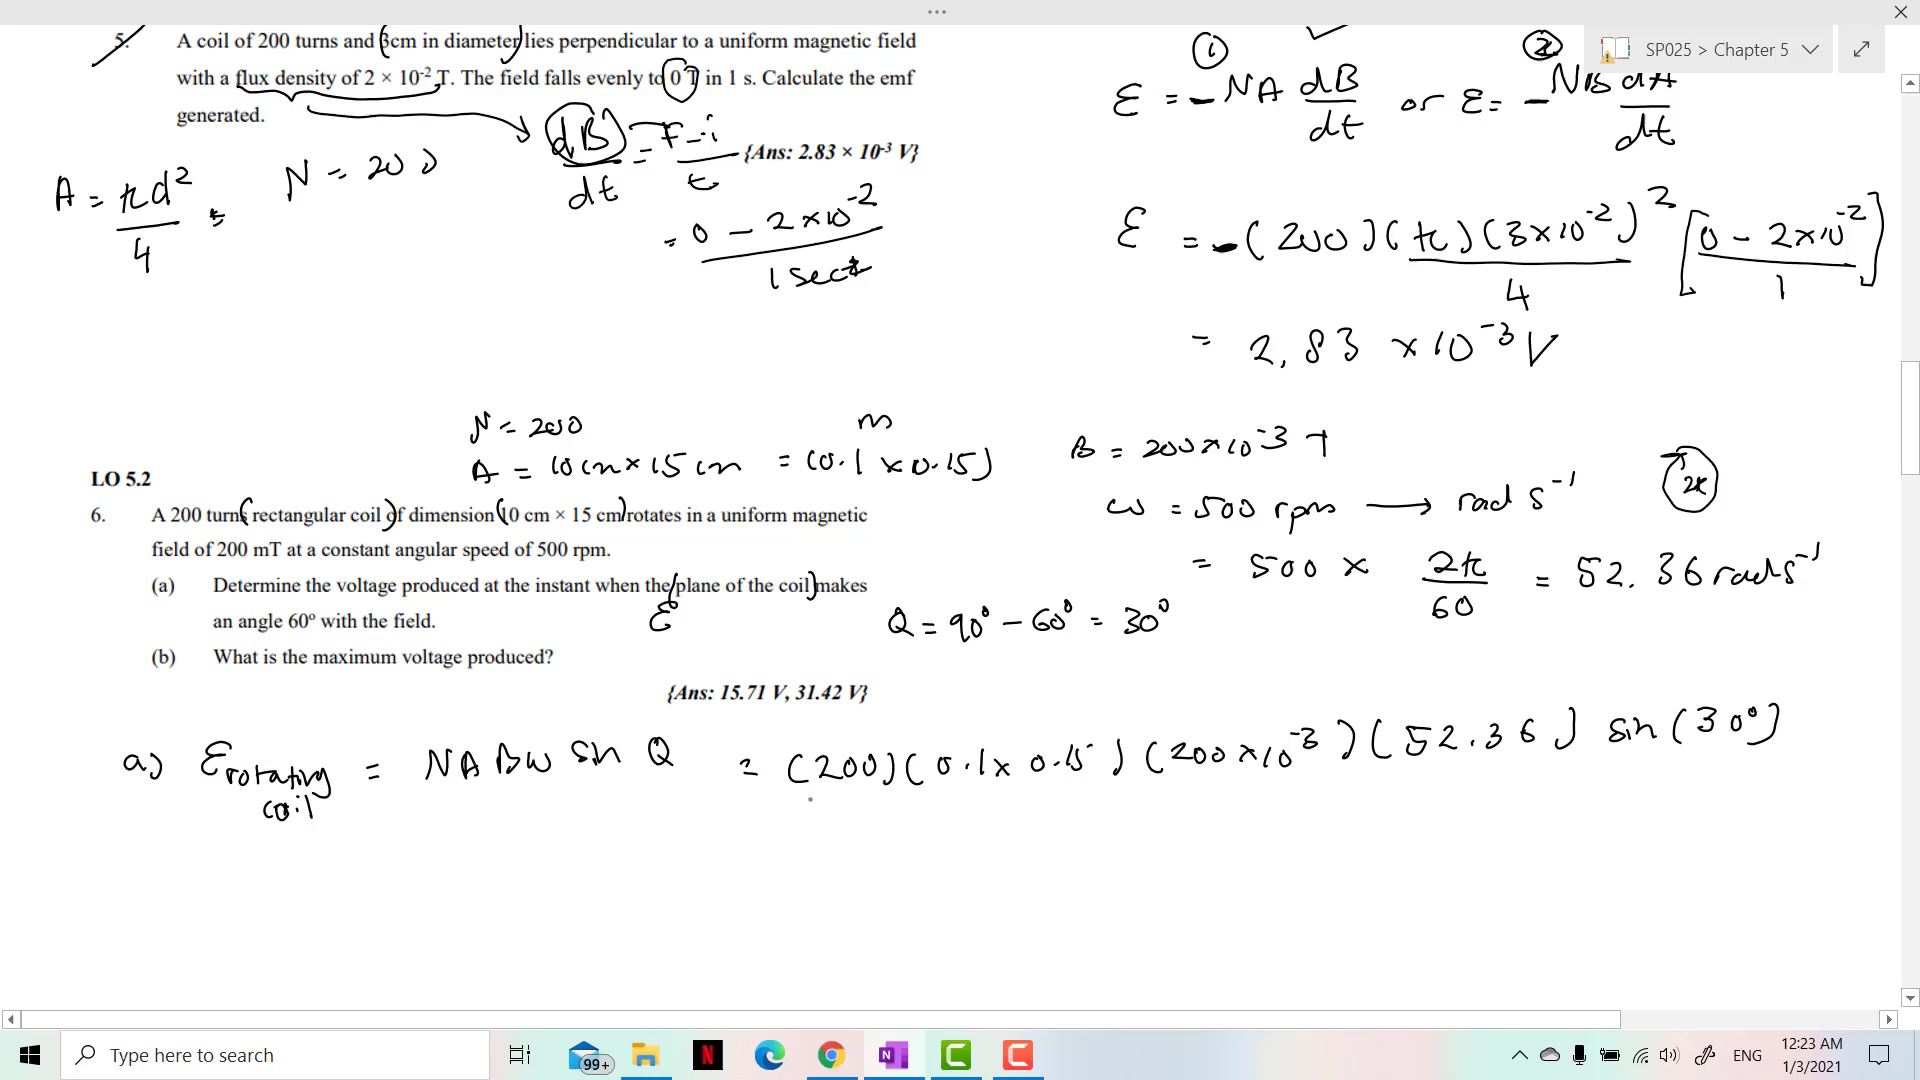 SP025 > Chapter 5
5. A coil of 200 turns and 3cm in diameter lies perpendicular to a uniform magnetic field
with a flux density of 2 × 10⁻² T. The field falls evenly to 0 T in 1 s. Calculate the emf
generated.
{Ans: 2.83 × 10⁻³ V}
A = πd²/4
N = 200
dB/dt = F - i/t
= 0 - 2×10⁻²/1 sec
① ②
ε = -NA dB/dt or ε = -NB dA/dt
ε = -(200)(π)(3×10⁻²)²/4 [0 - 2×10⁻²/1]
= 2.83 ×10⁻³ V
N = 200
m
A = 10cm×15cm = (0.1 ×0.15)
B = 200×10⁻³ T
ω = 500 rpm → rad s⁻¹
2π
= 500 × 2π/60 = 52.36 rads⁻¹
LO 5.2
6. A 200 turns rectangular coil of dimension 10 cm × 15 cm rotates in a uniform magnetic
field of 200 mT at a constant angular speed of 500 rpm.
(a) Determine the voltage produced at the instant when the plane of the coil makes
an angle 60º with the field.
ε
Q = 90° - 60° = 30°
(b) What is the maximum voltage produced?
{Ans: 15.71 V, 31.42 V}
a) ε rotating coil = NABω sin Q = (200)(0.1× 0.15)(200×10⁻³)(52.36) sin(30°)
Type here to search
99+
ENG
12:23 AM
1/3/2021